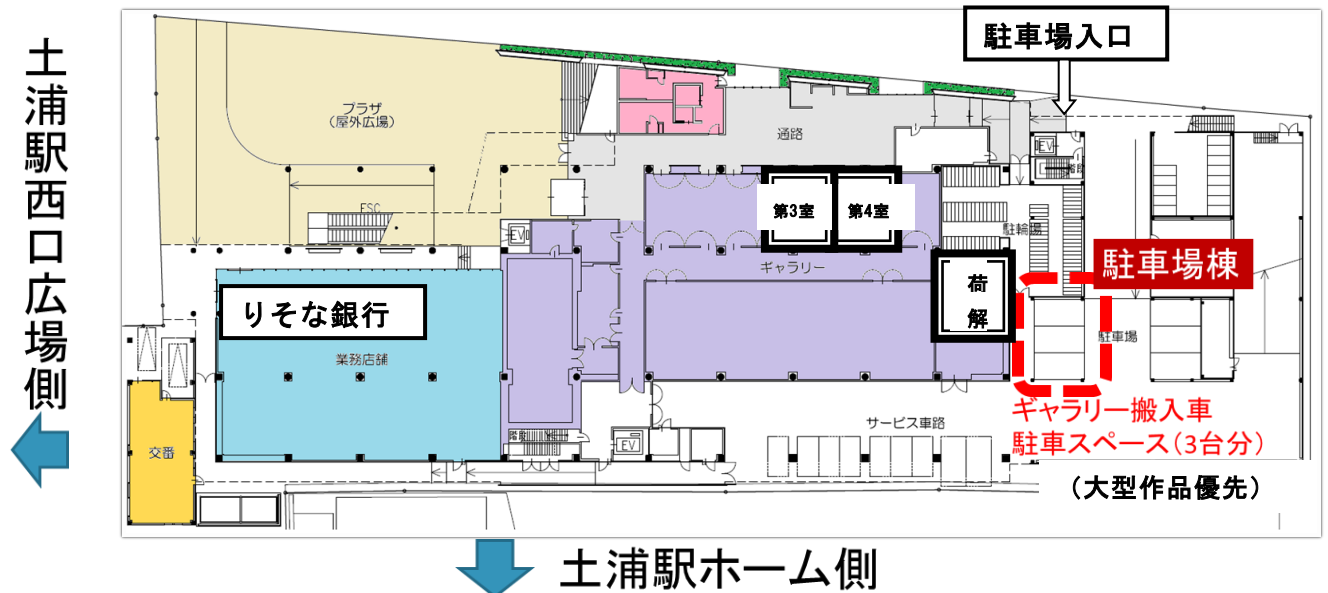 駐車場入口
土浦駅西口広場側
プラザ
（屋外広場）
通路
EV
階段
第3室
第4室
ESC
EV
駐輪場
駐車場棟
ギャラリー
荷
解
りそな銀行
業務店舗
駐車場
ギャラリー搬入車
駐車スペース（3台分）
サービス車路
階段
EV
交番
（大型作品優先）
土浦駅ホーム側